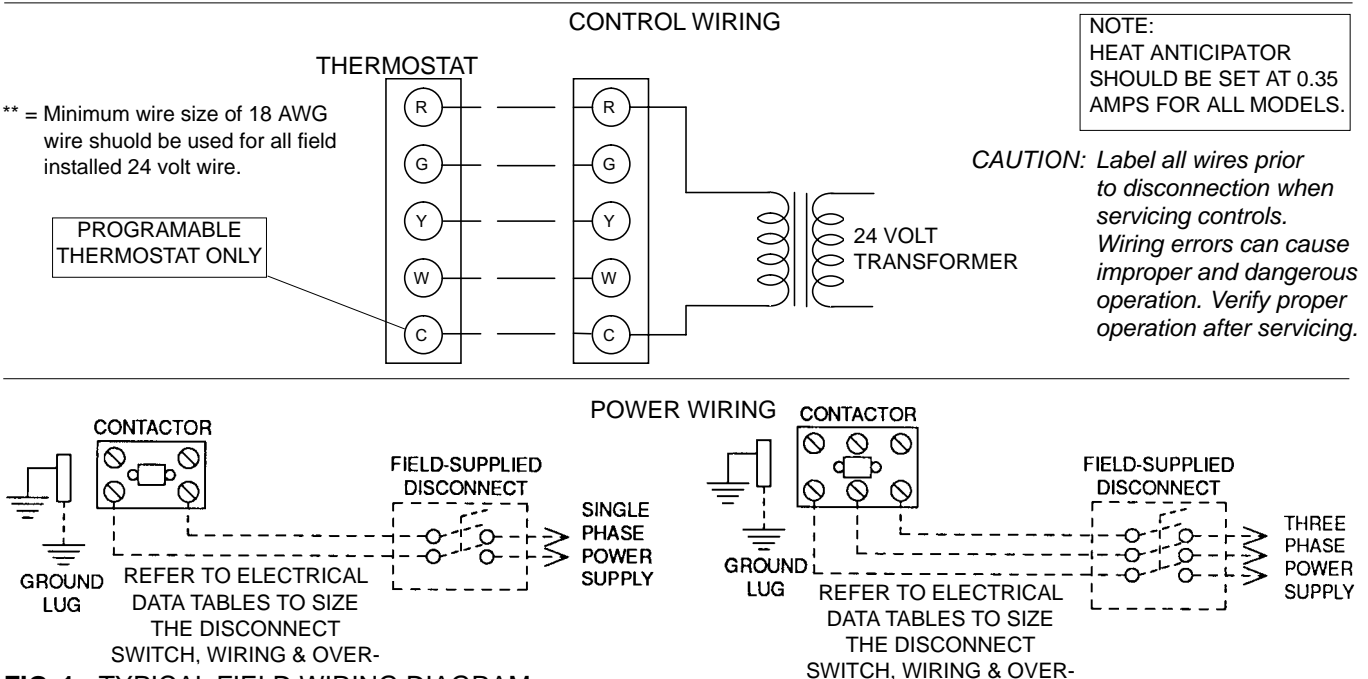 CONTROL WIRING
NOTE:
HEAT ANTICIPATOR
SHOULD BE SET AT 0.35
AMPS FOR ALL MODELS.
THERMOSTAT
** = Minimum wire size of 18 AWG
wire shuold be used for all field
installed 24 volt wire.
R
G
Y
W
C
R
G
Y
W
C
PROGRAMABLE
THERMOSTAT ONLY
24 VOLT
TRANSFORMER
CAUTION: Label all wires prior
to disconnection when
servicing controls.
Wiring errors can cause
improper and dangerous
operation. Verify proper
operation after servicing.
POWER WIRING
CONTACTOR
FIELD-SUPPLIED
DISCONNECT
SINGLE
PHASE
POWER
SUPPLY
GROUND
LUG
REFER TO ELECTRICAL
DATA TABLES TO SIZE
THE DISCONNECT
SWITCH, WIRING & OVER-
CONTACTOR
FIELD-SUPPLIED
DISCONNECT
THREE
PHASE
POWER
SUPPLY
GROUND
LUG
REFER TO ELECTRICAL
DATA TABLES TO SIZE
THE DISCONNECT
SWITCH, WIRING & OVER-
TYPICAL FIELD WIRING DIAGRAM